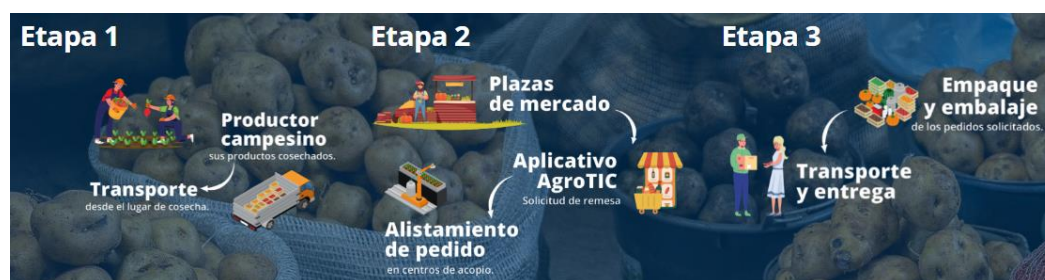 Etapa 1
Productor
campesino
sus productos cosechados.
Transporte
desde el lugar de cosecha.
Etapa 2
Plazas
de mercado
Aplicativo
AgroTIC
Solicitud de remesa
Alistamiento
de pedido
en centros de acopio.
Etapa 3
Empaque
y embalaje
de los pedidos solicitados.
Transporte
y entrega